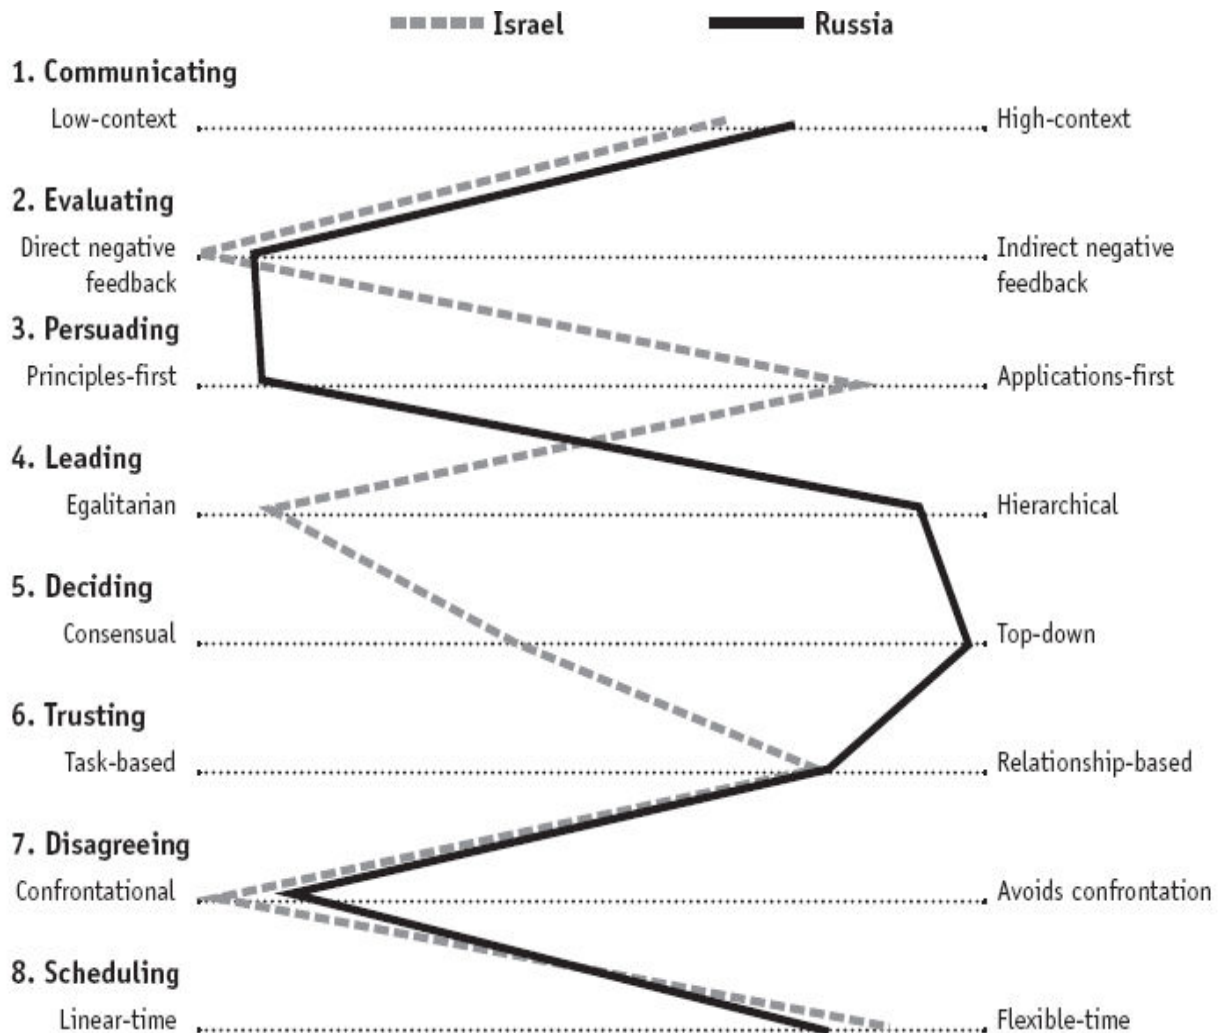 Israel
Russia
1. Communicating
Low-context
High-context
2. Evaluating
Direct negative
feedback
Indirect negative
feedback
3. Persuading
Principles-first
Applications-first
4. Leading
Egalitarian
Hierarchical
5. Deciding
Consensual
Top-down
6. Trusting
Task-based
Relationship-based
7. Disagreeing
Confrontational
Avoids confrontation
8. Scheduling
Linear-time
Flexible-time